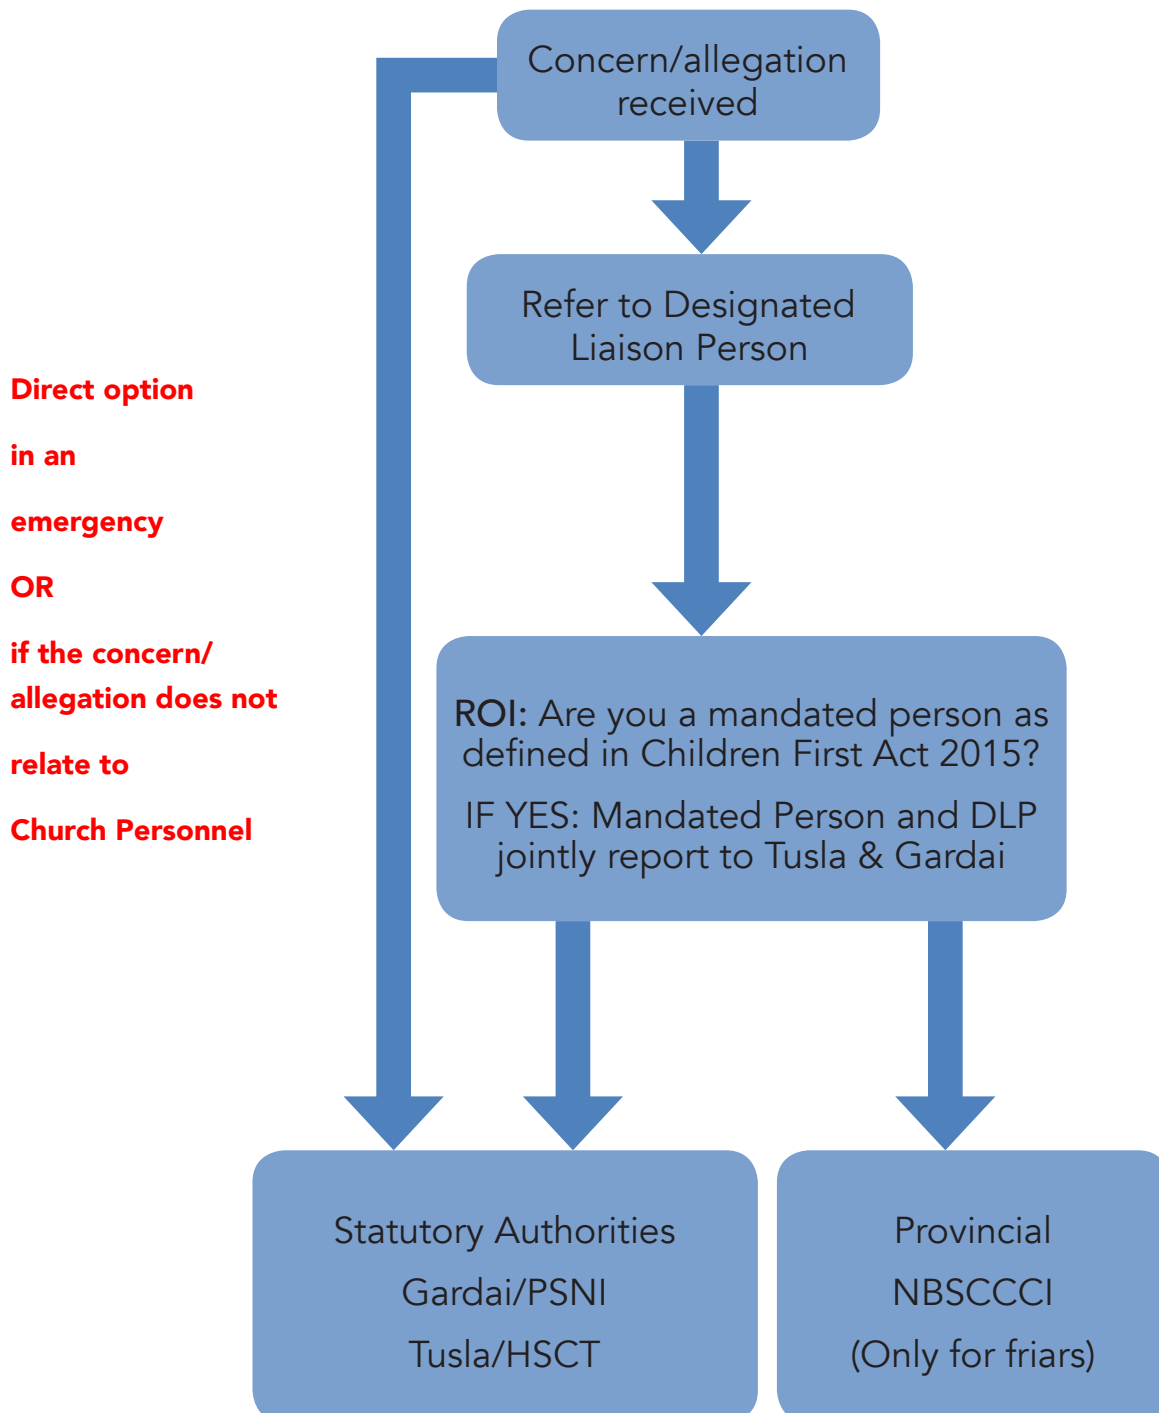 Concern/allegation
received
Refer to Designated
Liaison Person
Direct option
in an
emergency
OR
if the concern/
allegation does not
relate to
Church Personnel
ROI: Are you a mandated person as
defined in Children First Act 2015?
IF YES: Mandated Person and DLP
jointly report to Tusla & Gardai
Statutory Authorities
Gardai/PSNI
Tusla/HSCT
Provincial
NBSCCCI
(Only for friars)